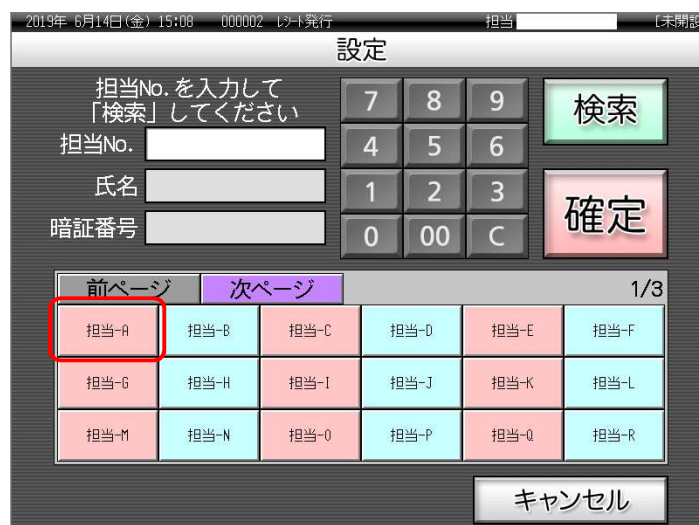 2019年 6月14日(金) 15:08 000002 レシート発行 担当 [未開設
設定
担当No.を入力して
「検索」してください
担当No.
氏名
暗証番号
7 8 9
4 5 6
1 2 3
0 00 C
検索
確定
前ページ 次ページ 1/3
担当-A 担当-B 担当-C 担当-D 担当-E 担当-F
担当-G 担当-H 担当-I 担当-J 担当-K 担当-L
担当-M 担当-N 担当-O 担当-P 担当-Q 担当-R
キャンセル